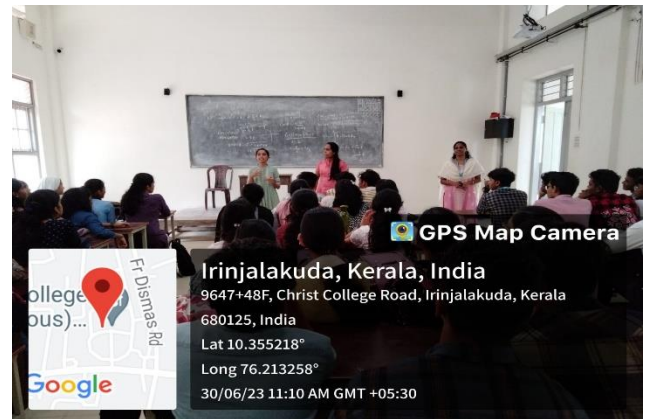 GPS Map Camera
Irinjalakuda, Kerala, India
9647+48F, Christ College Road, Irinjalakuda, Kerala
680125, India
Lat 10.355218°
Long 76.213258°
30/06/23 11:10 AM GMT +05:30
ollege
ous)...
Fr Dismas Rd
Google